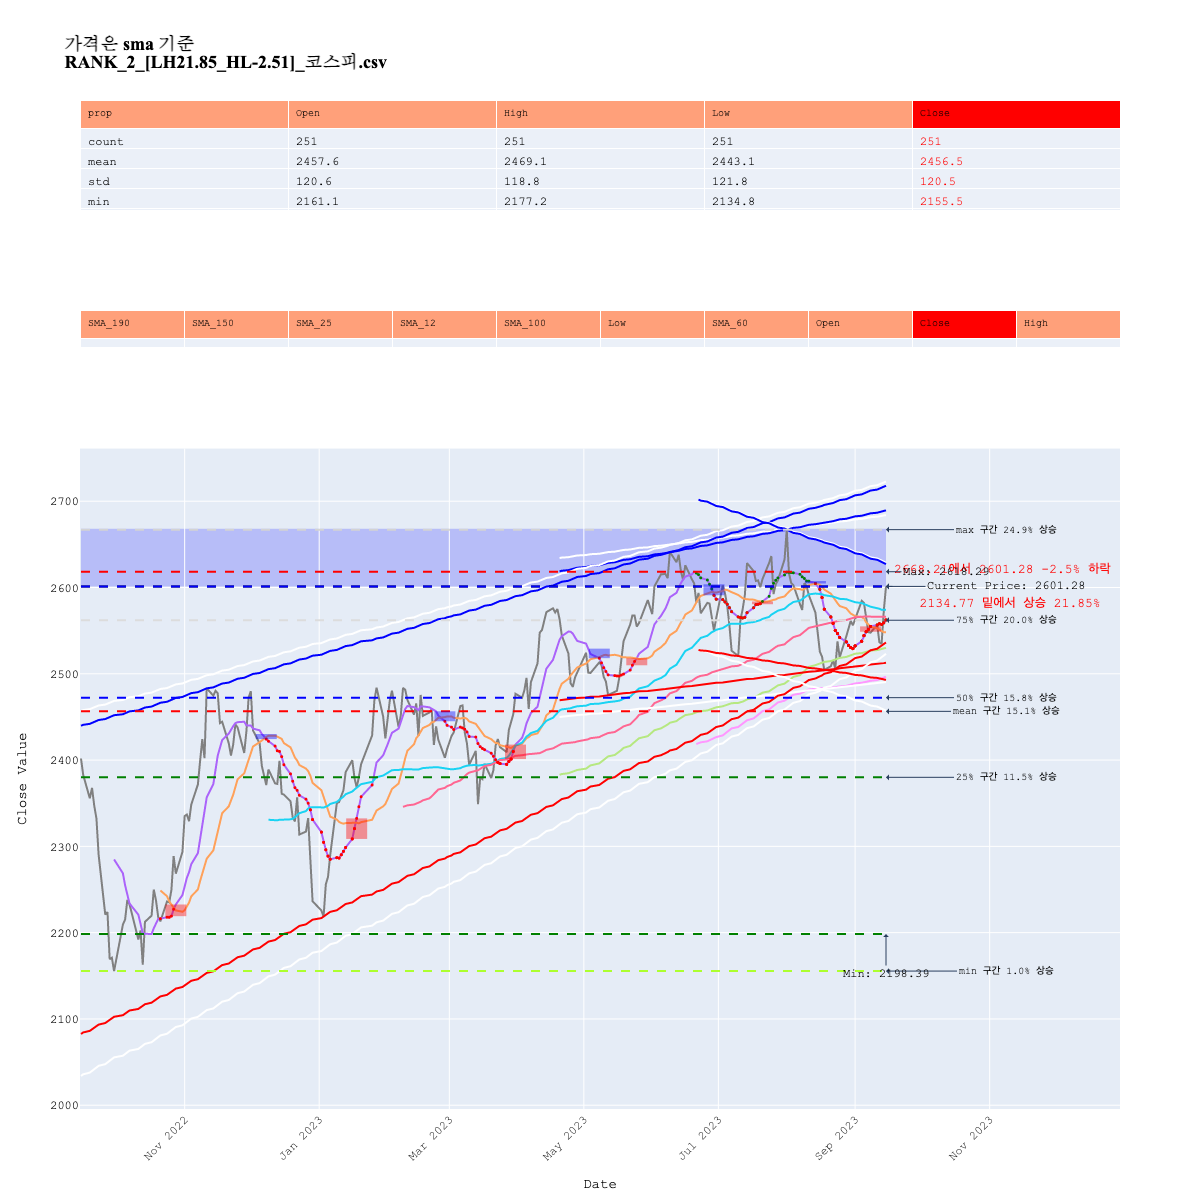 가격은 sma 기준
RANK_2_[LH21.85_HL-2.51]_코스피.csv
prop Open High Low Close
count 251 251 251 251
mean 2457.6 2469.1 2443.1 2456.5
std 120.6 118.8 121.8 120.5
min 2161.1 2177.2 2134.8 2155.5
SMA_190 SMA_150 SMA_25 SMA_12 SMA_100 Low SMA_60 Open Close High
2700
max 구간 24.9% 상승
Max: 2618.29
Current Price: 2601.28
2600
2134.77 밑에서 상승 21.85%
75% 구간 20.0% 상승
2500
50% 구간 15.8% 상승
mean 구간 15.1% 상승
2400
25% 구간 11.5% 상승
2300
2200
min 구간 1.0% 상승
Min: 2198.39
2100
2000
Close Value
Nov 2022 Jan 2023 Mar 2023 May 2023 Jul 2023 Sep 2023 Nov 2023
Date